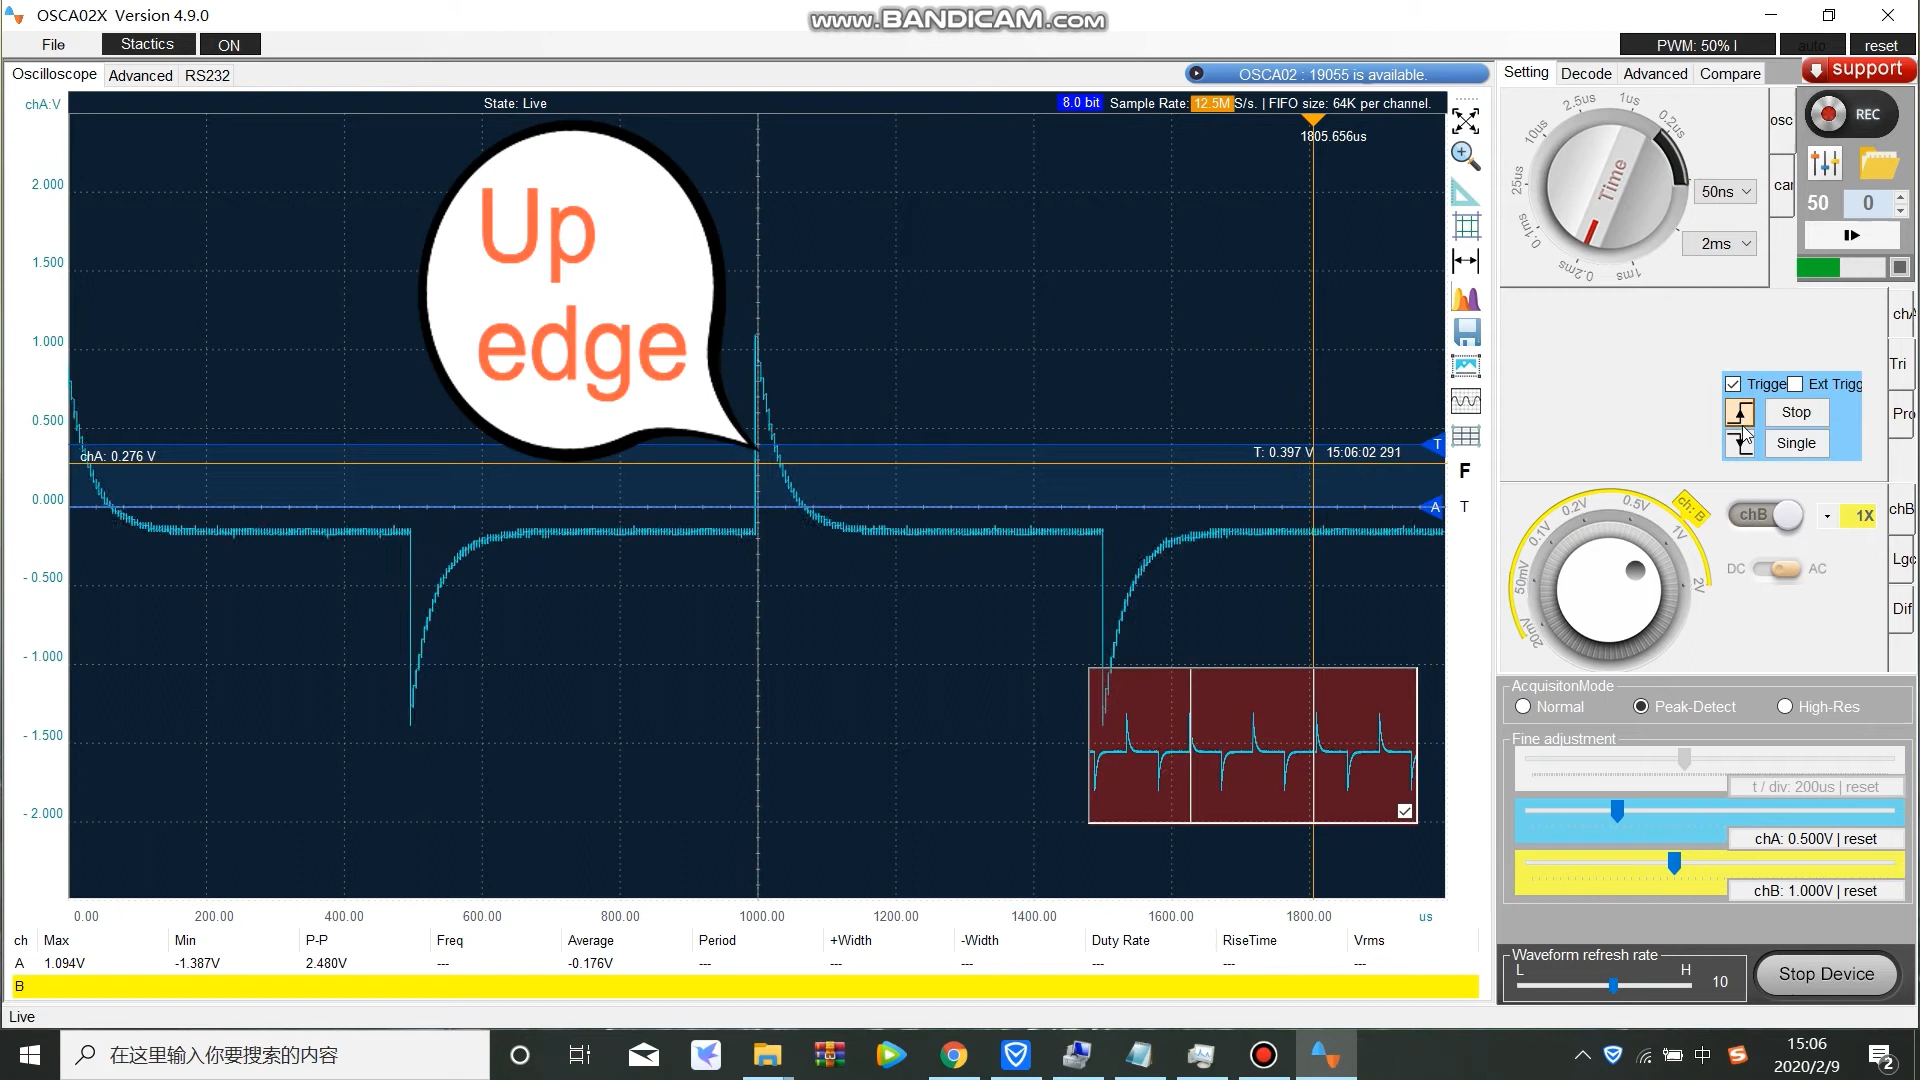 OSCA02X Version 4.9.0
www.BANDICAM.com
File
Stactics
ON
PWM: 50% |
auto
reset
Oscilloscope
Advanced
RS232
OSCA02 : 19055 is available.
Setting
Decode
Advanced
Compare
support
chA:V
State: Live
8.0 bit
Sample Rate: 12.5M S/s. | FIFO size: 64K per channel.
1805.656us
2.000
1.500
1.000
0.500
0.000
- 0.500
- 1.000
- 1.500
- 2.000
Up
edge
chA: 0.276 V
T: 0.397 V 15:06:02 291
T
A
F
T
0.00
200.00
400.00
600.00
800.00
1000.00
1200.00
1400.00
1600.00
1800.00
us
2.5us
1us
0.2us
10us
25us
0.1ms
0.2ms
1ms
Time
50ns
2ms
osc
REC
50
0
chA
Tri
Pro
Trigge
Ext Trigg
Stop
Single
0.2V
0.5V
0.1V
1V
50mV
2V
20mV
ch: B
chB
1X
DC
AC
chB
Dif
AcquisitonMode
Normal
Peak-Detect
High-Res
Fine adjustment
t / div: 200us | reset
chA: 0.500V | reset
chB: 1.000V | reset
Waveform refresh rate
L
H
10
Stop Device
ch Max Min P-P Freq Average Period +Width -Width Duty Rate RiseTime Vrms
A 1.094V -1.387V 2.480V --- -0.176V --- --- --- --- --- ---
B
Live
在这里输入你要搜索的内容
中
15:06
2020/2/9
2